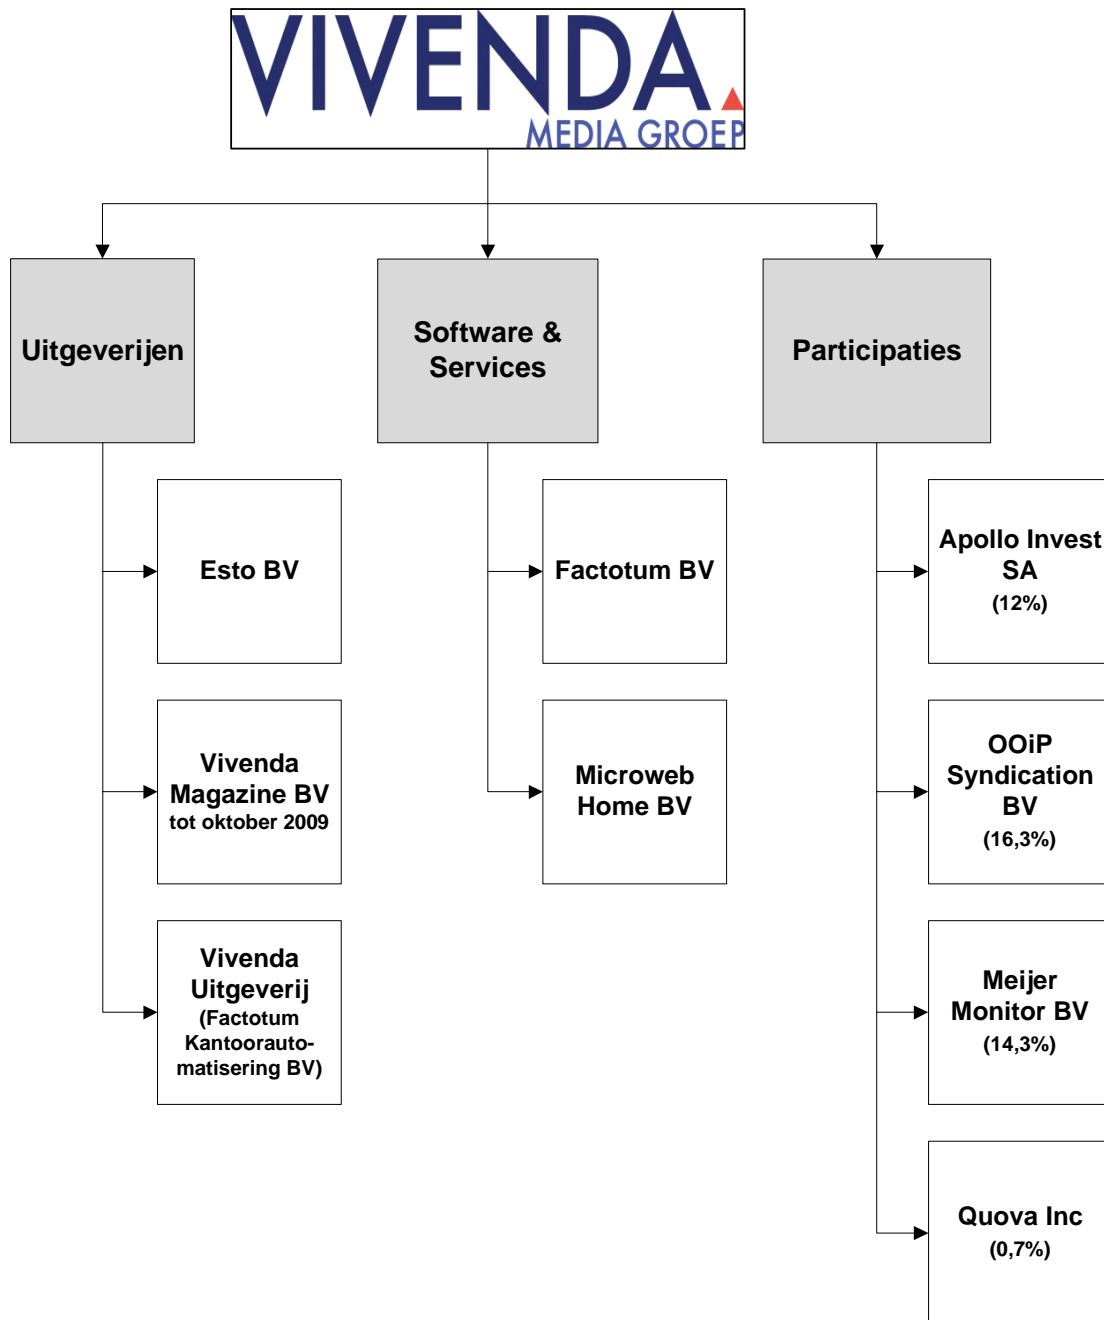 VIVENDA
MEDIA GROEP
Uitgeverijen
Software &
Services
Participaties
Esto BV
Vivenda
Magazine BV
tot oktober 2009
Vivenda
Uitgeverij
(Factotum
Kantoorauto-
matisering BV)
Factotum BV
Microweb
Home BV
Apollo Invest
SA
(12%)
OOiP
Syndication
BV
(16,3%)
Meijer
Monitor BV
(14,3%)
Quova Inc
(0,7%)